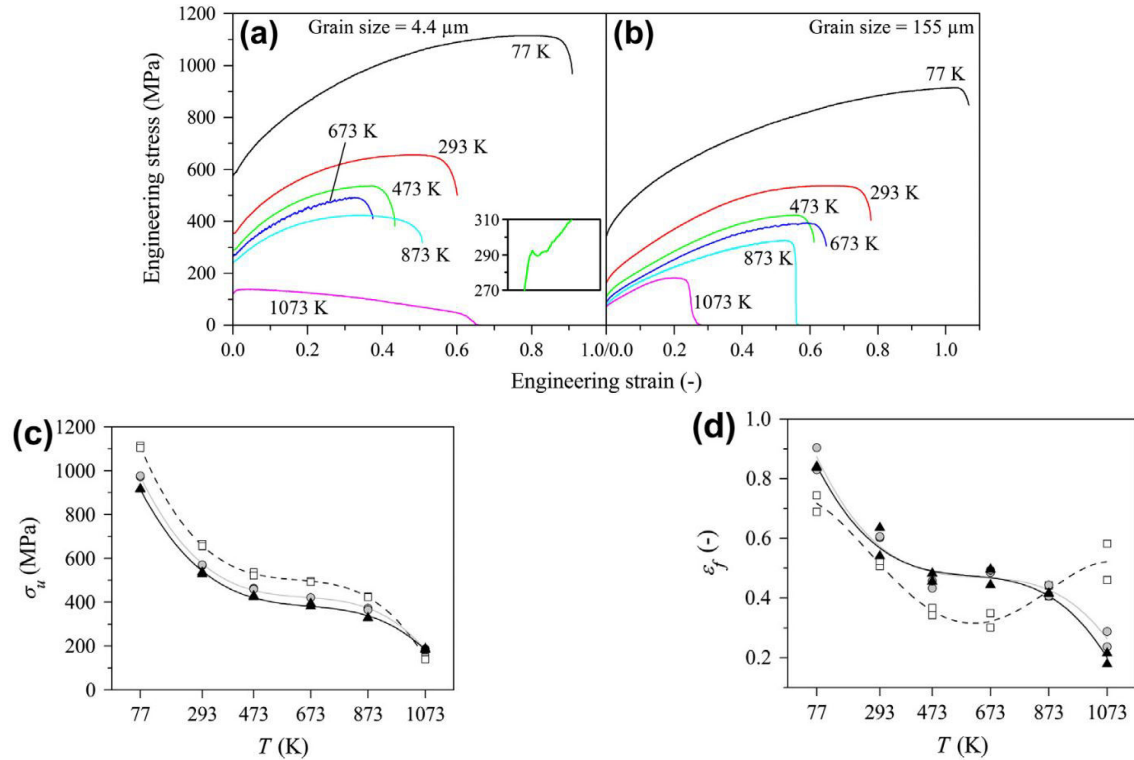 (a)
Grain size = 4.4 µm
77 K
673 K
293 K
473 K
873 K
1073 K
310
290
270
1200
1000
800
600
400
200
0
0.0 0.2 0.4 0.6 0.8 1.0
Engineering stress (MPa)
(b)
Grain size = 155 µm
77 K
293 K
473 K
673 K
873 K
1073 K
0.0 0.2 0.4 0.6 0.8 1.0
Engineering strain (-)
(c)
1200
1000
800
600
400
200
0
σu (MPa)
77 293 473 673 873 1073
T (K)
(d)
1.0
0.8
0.6
0.4
0.2
εf (-)
77 293 473 673 873 1073
T (K)